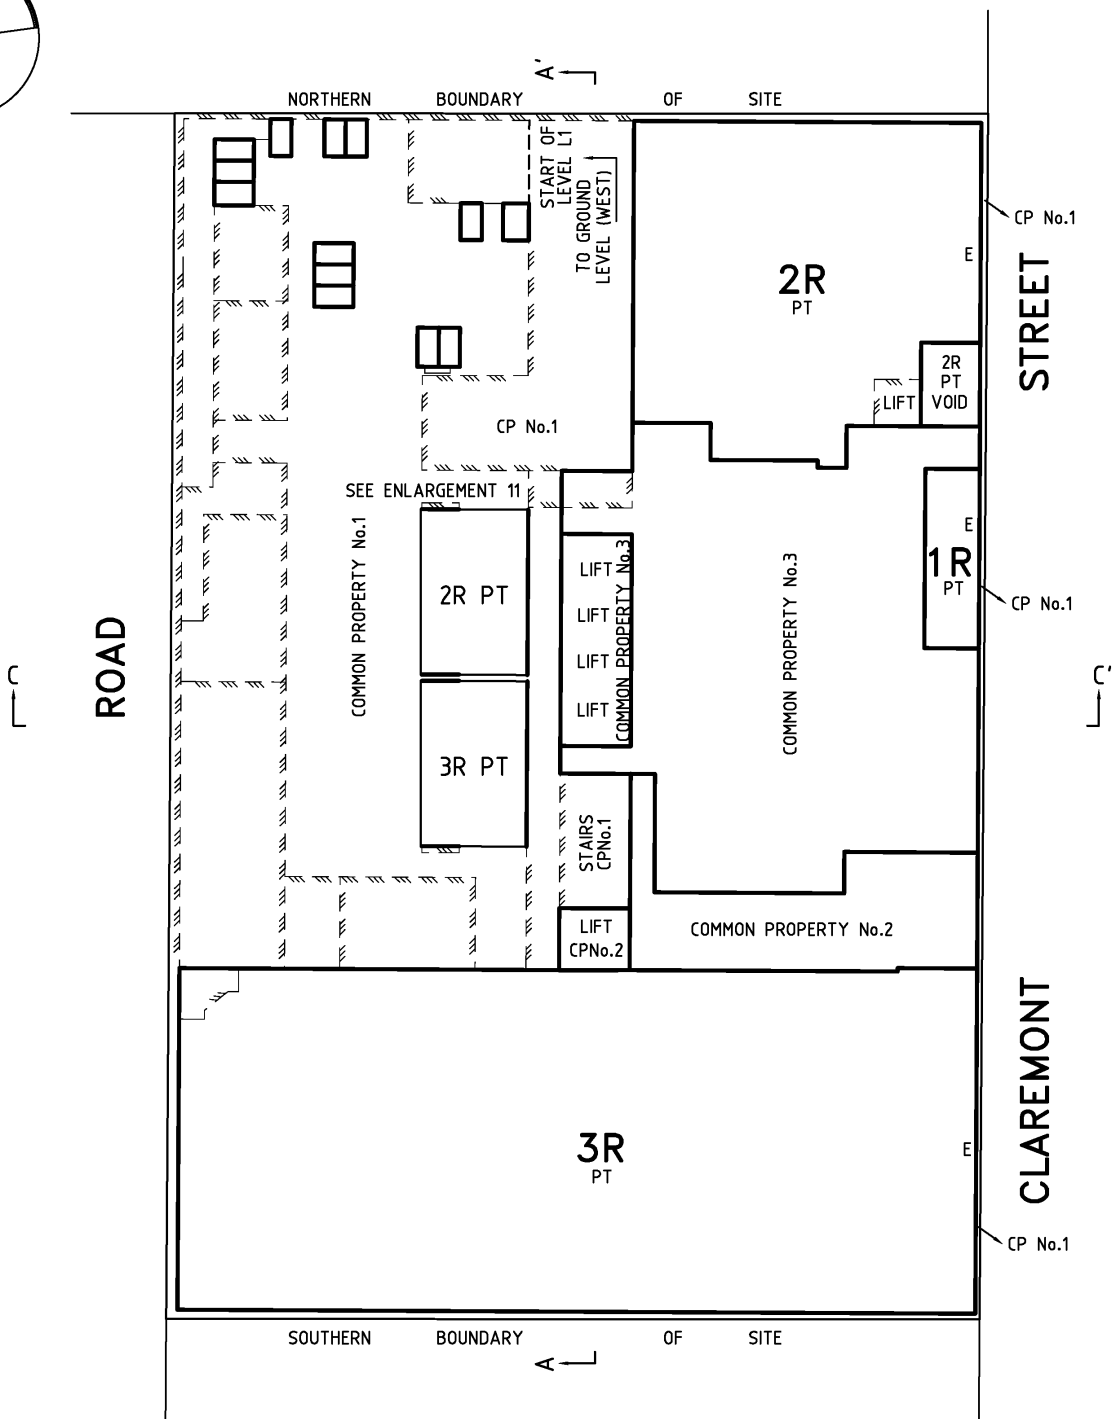 A'
NORTHERN BOUNDARY OF SITE
START OF
LEVEL L1
TO GROUND
LEVEL (WEST)
CP No.1
E
2R
PT
STREET
2R
PT
VOID
LIFT
CP No.1
SEE ENLARGEMENT 11
COMMON PROPERTY No.1
2R PT
LIFT
LIFT
LIFT
LIFT
COMMON PROPERTY No.3
COMMON PROPERTY No.3
E
1R
PT
CP No.1
ROAD
C
C'
3R PT
STAIRS
CPNo.1
LIFT
CPNo.2
COMMON PROPERTY No.2
CLAREMONT
3R
PT
E
CP No.1
SOUTHERN BOUNDARY OF SITE
A